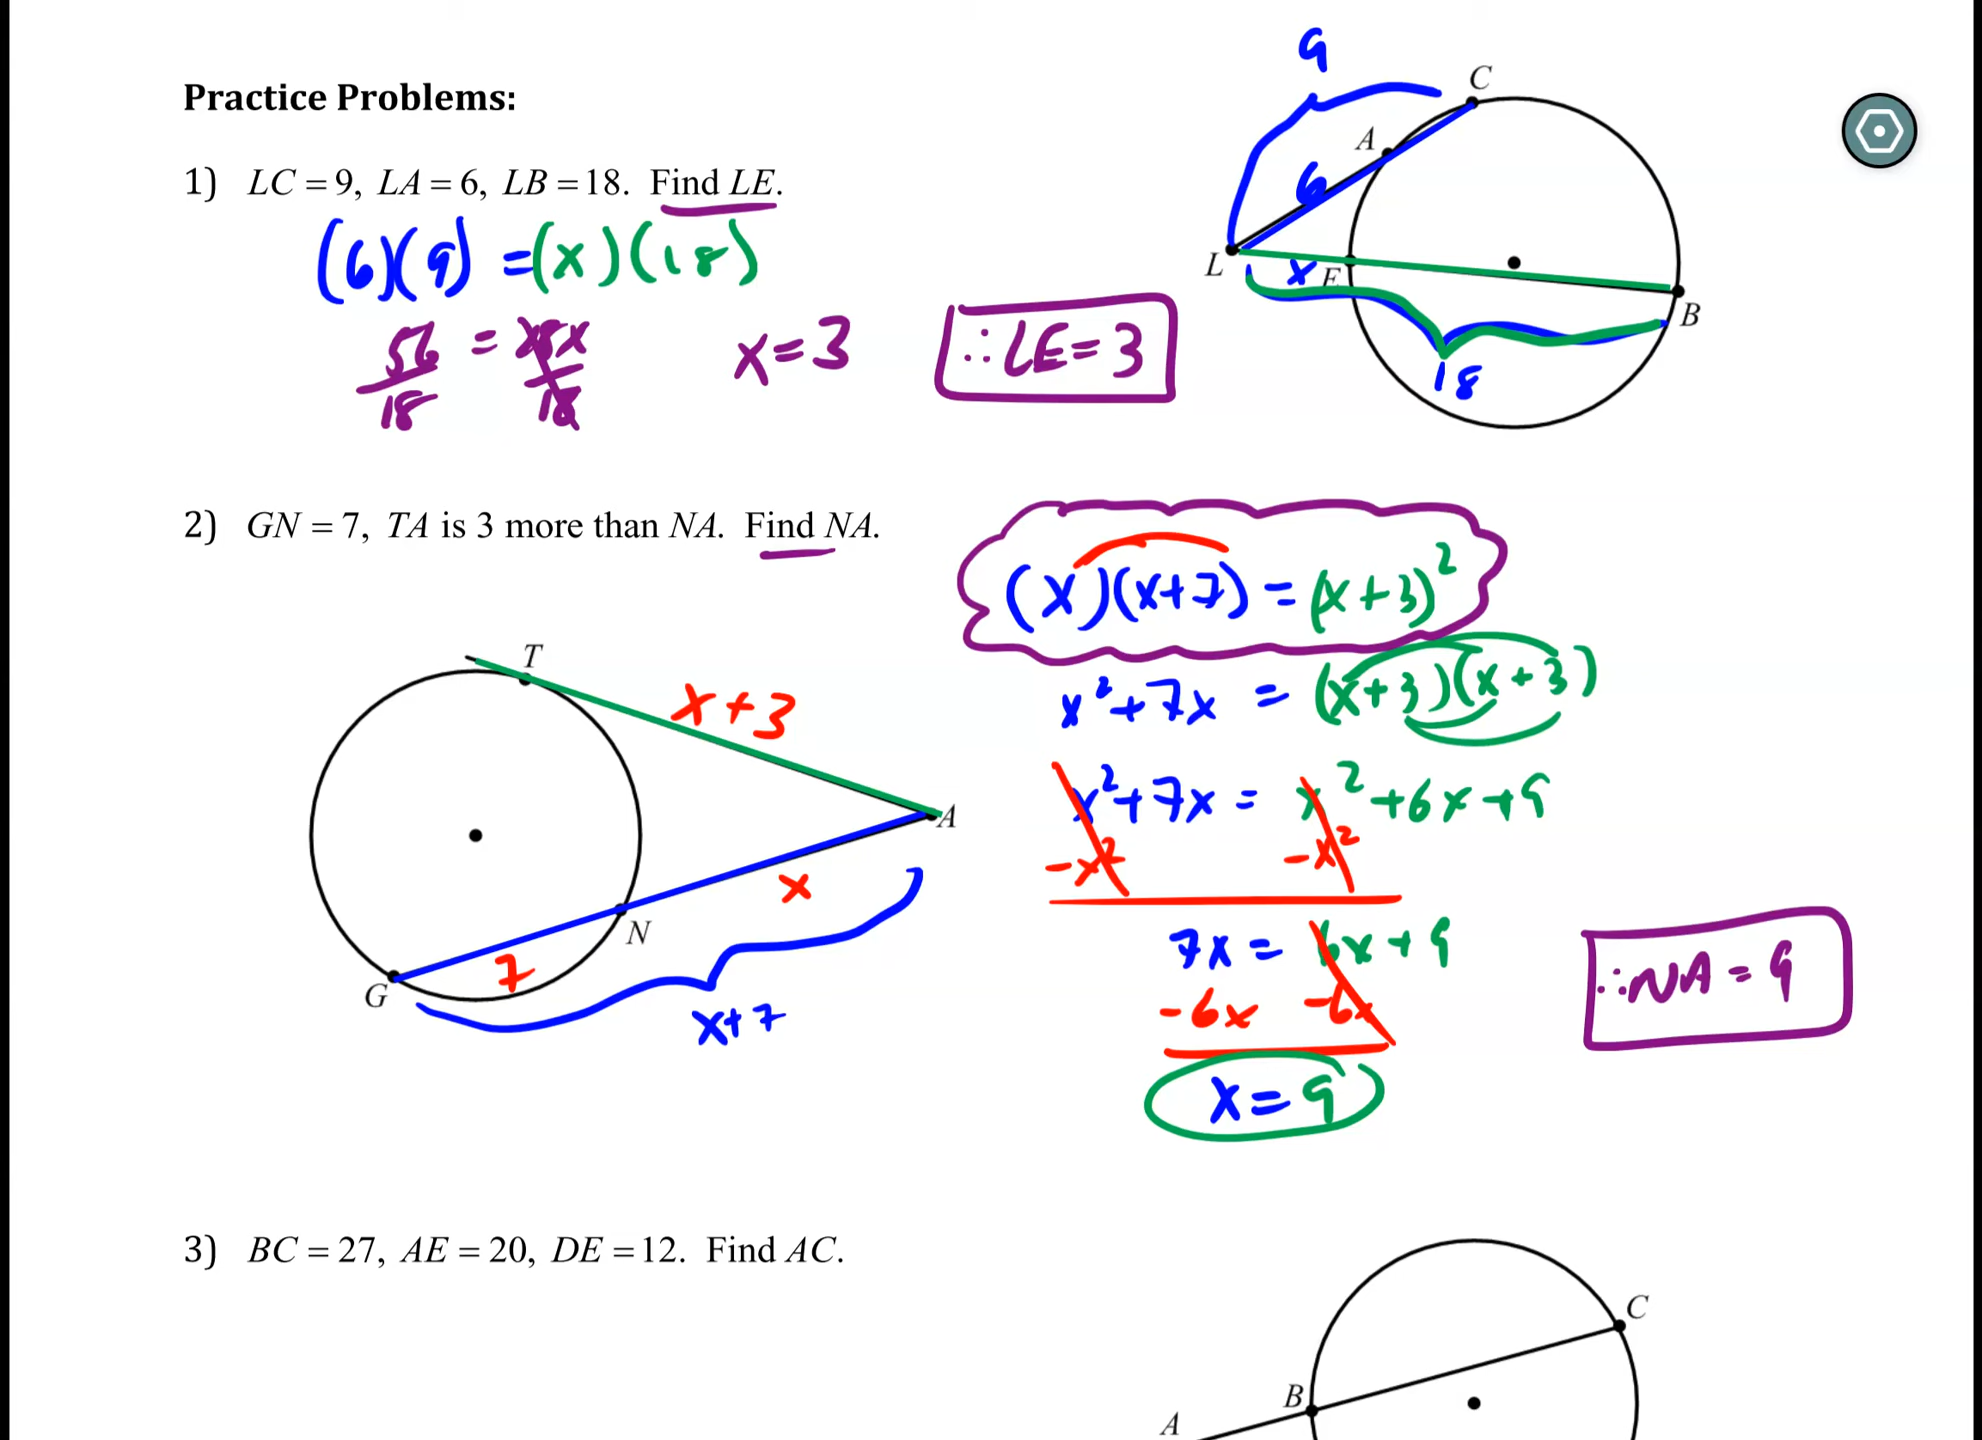 Practice Problems:
1) LC = 9, LA = 6, LB = 18. Find LE.
(6)(9) = (x)(18)
54/18 = 18x/18
x = 3
∴ LE = 3
9
C
A
6
L
x
E
B
18
2) GN = 7, TA is 3 more than NA. Find NA.
(x)(x+7) = (x+3)²
x²+7x = (x+3)(x+3)
x²+7x = x²+6x+9
-x² -x²
7x = 6x+9
-6x -6x
x = 9
∴ NA = 9
T
x+3
A
x
N
7
G
x+7
3) BC = 27, AE = 20, DE = 12. Find AC.
C
B
A